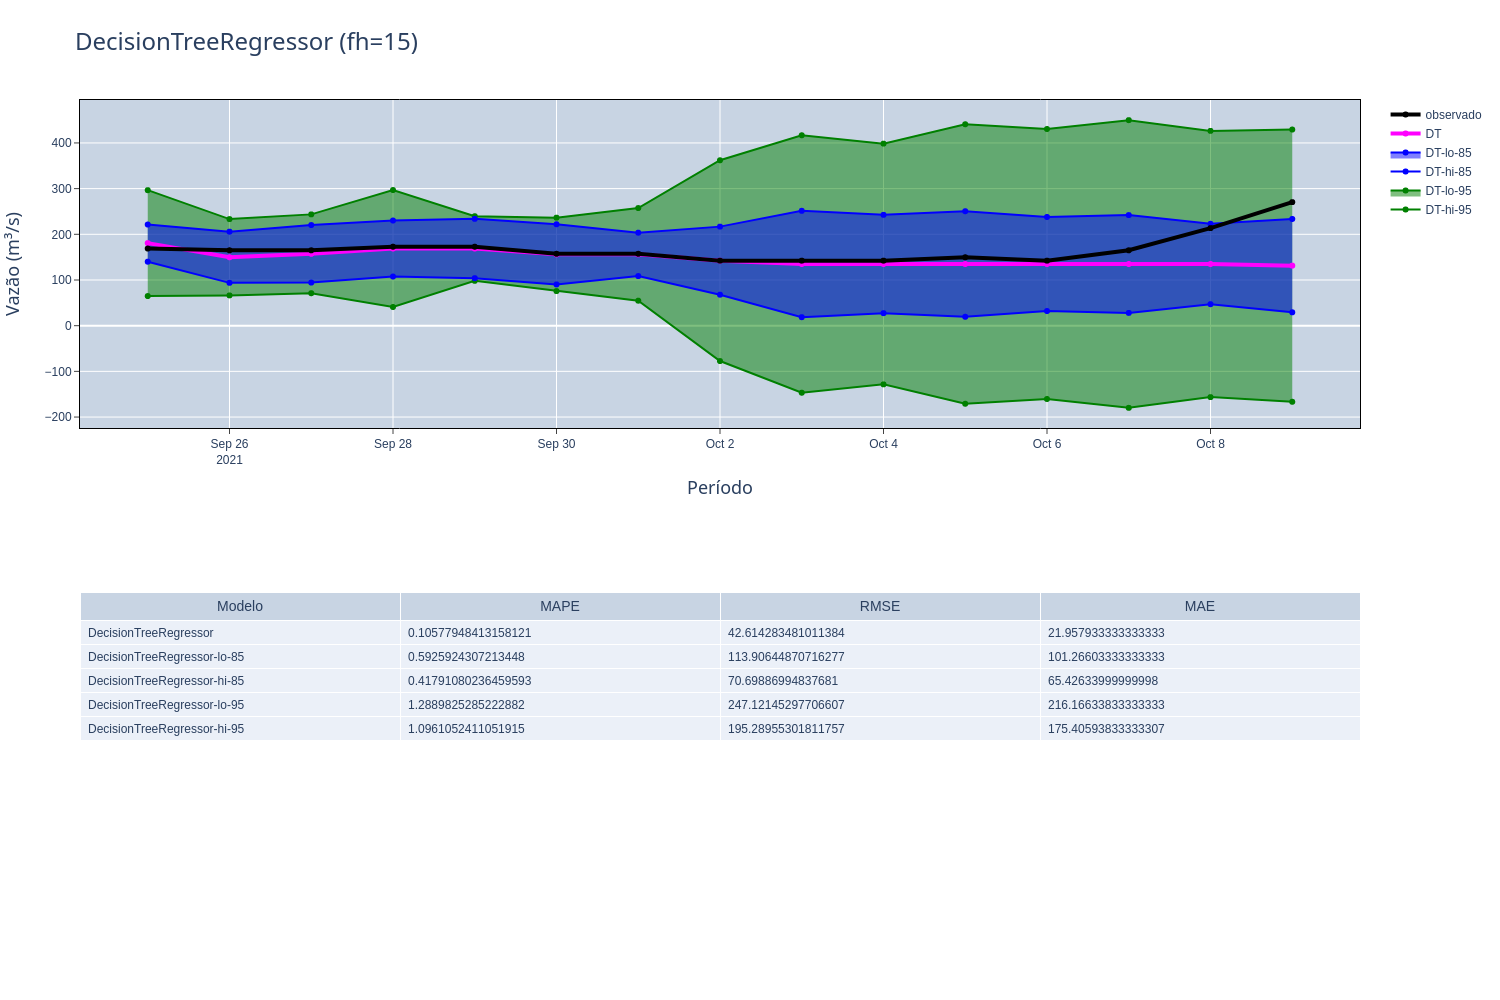 DecisionTreeRegressor (fh=15)
Vazão (m³/s)
400
300
200
100
0
−100
−200
Sep 26
2021
Sep 28
Sep 30
Oct 2
Oct 4
Oct 6
Oct 8
Período
observado
DT
DT-lo-85
DT-hi-85
DT-lo-95
DT-hi-95
Modelo MAPE RMSE MAE
DecisionTreeRegressor 0.10577948413158121 42.614283481011384 21.957933333333333
DecisionTreeRegressor-lo-85 0.5925924307213448 113.90644870716277 101.26603333333333
DecisionTreeRegressor-hi-85 0.41791080236459593 70.69886994837681 65.42633999999998
DecisionTreeRegressor-lo-95 1.2889825285222882 247.12145297706607 216.16633833333333
DecisionTreeRegressor-hi-95 1.0961052411051915 195.28955301811757 175.40593833333307